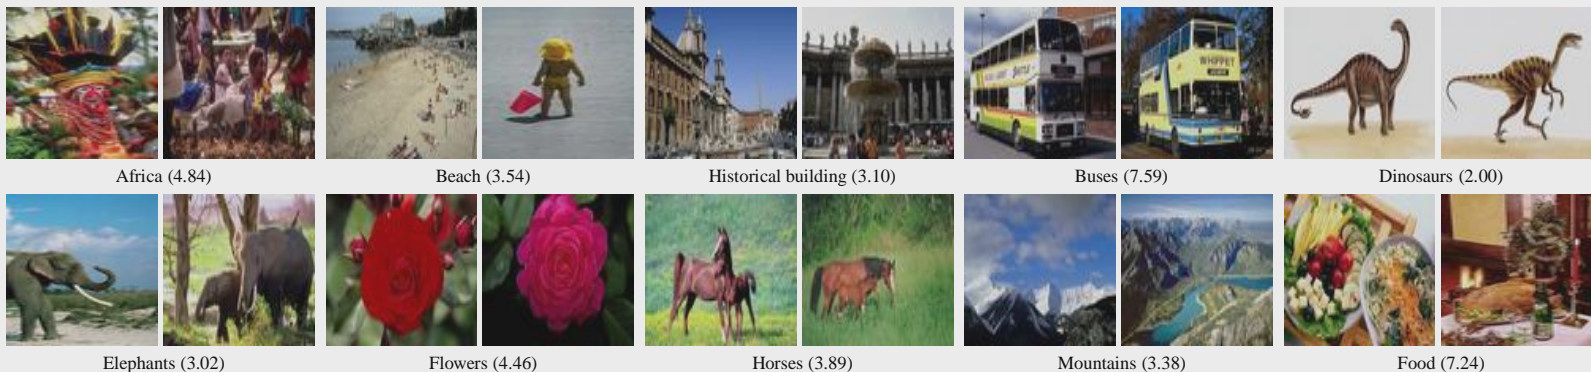 WHIPPET
Africa (4.84)
Beach (3.54)
Historical building (3.10)
Buses (7.59)
Dinosaurs (2.00)
Elephants (3.02)
Flowers (4.46)
Horses (3.89)
Mountains (3.38)
Food (7.24)